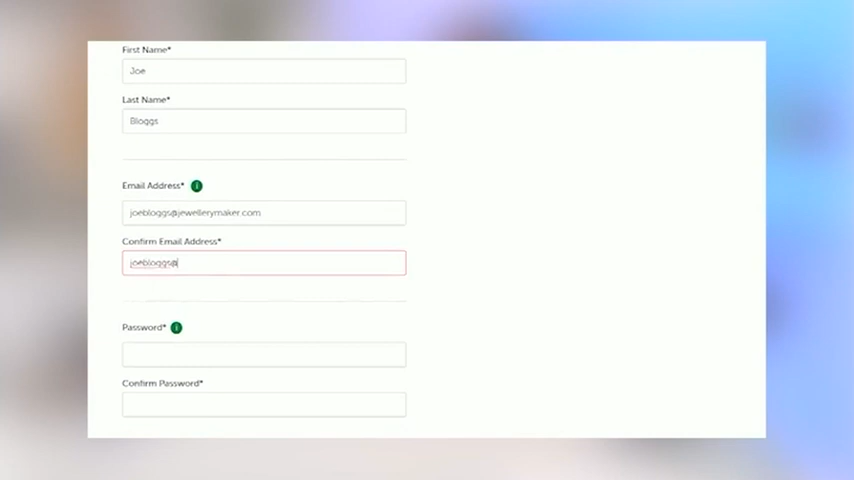 First Name*
Joe
Last Name*
Bloggs
Email Address* i
joebloggs@jewellerymaker.com
Confirm Email Address*
joebloggs@
Password* i
Confirm Password*